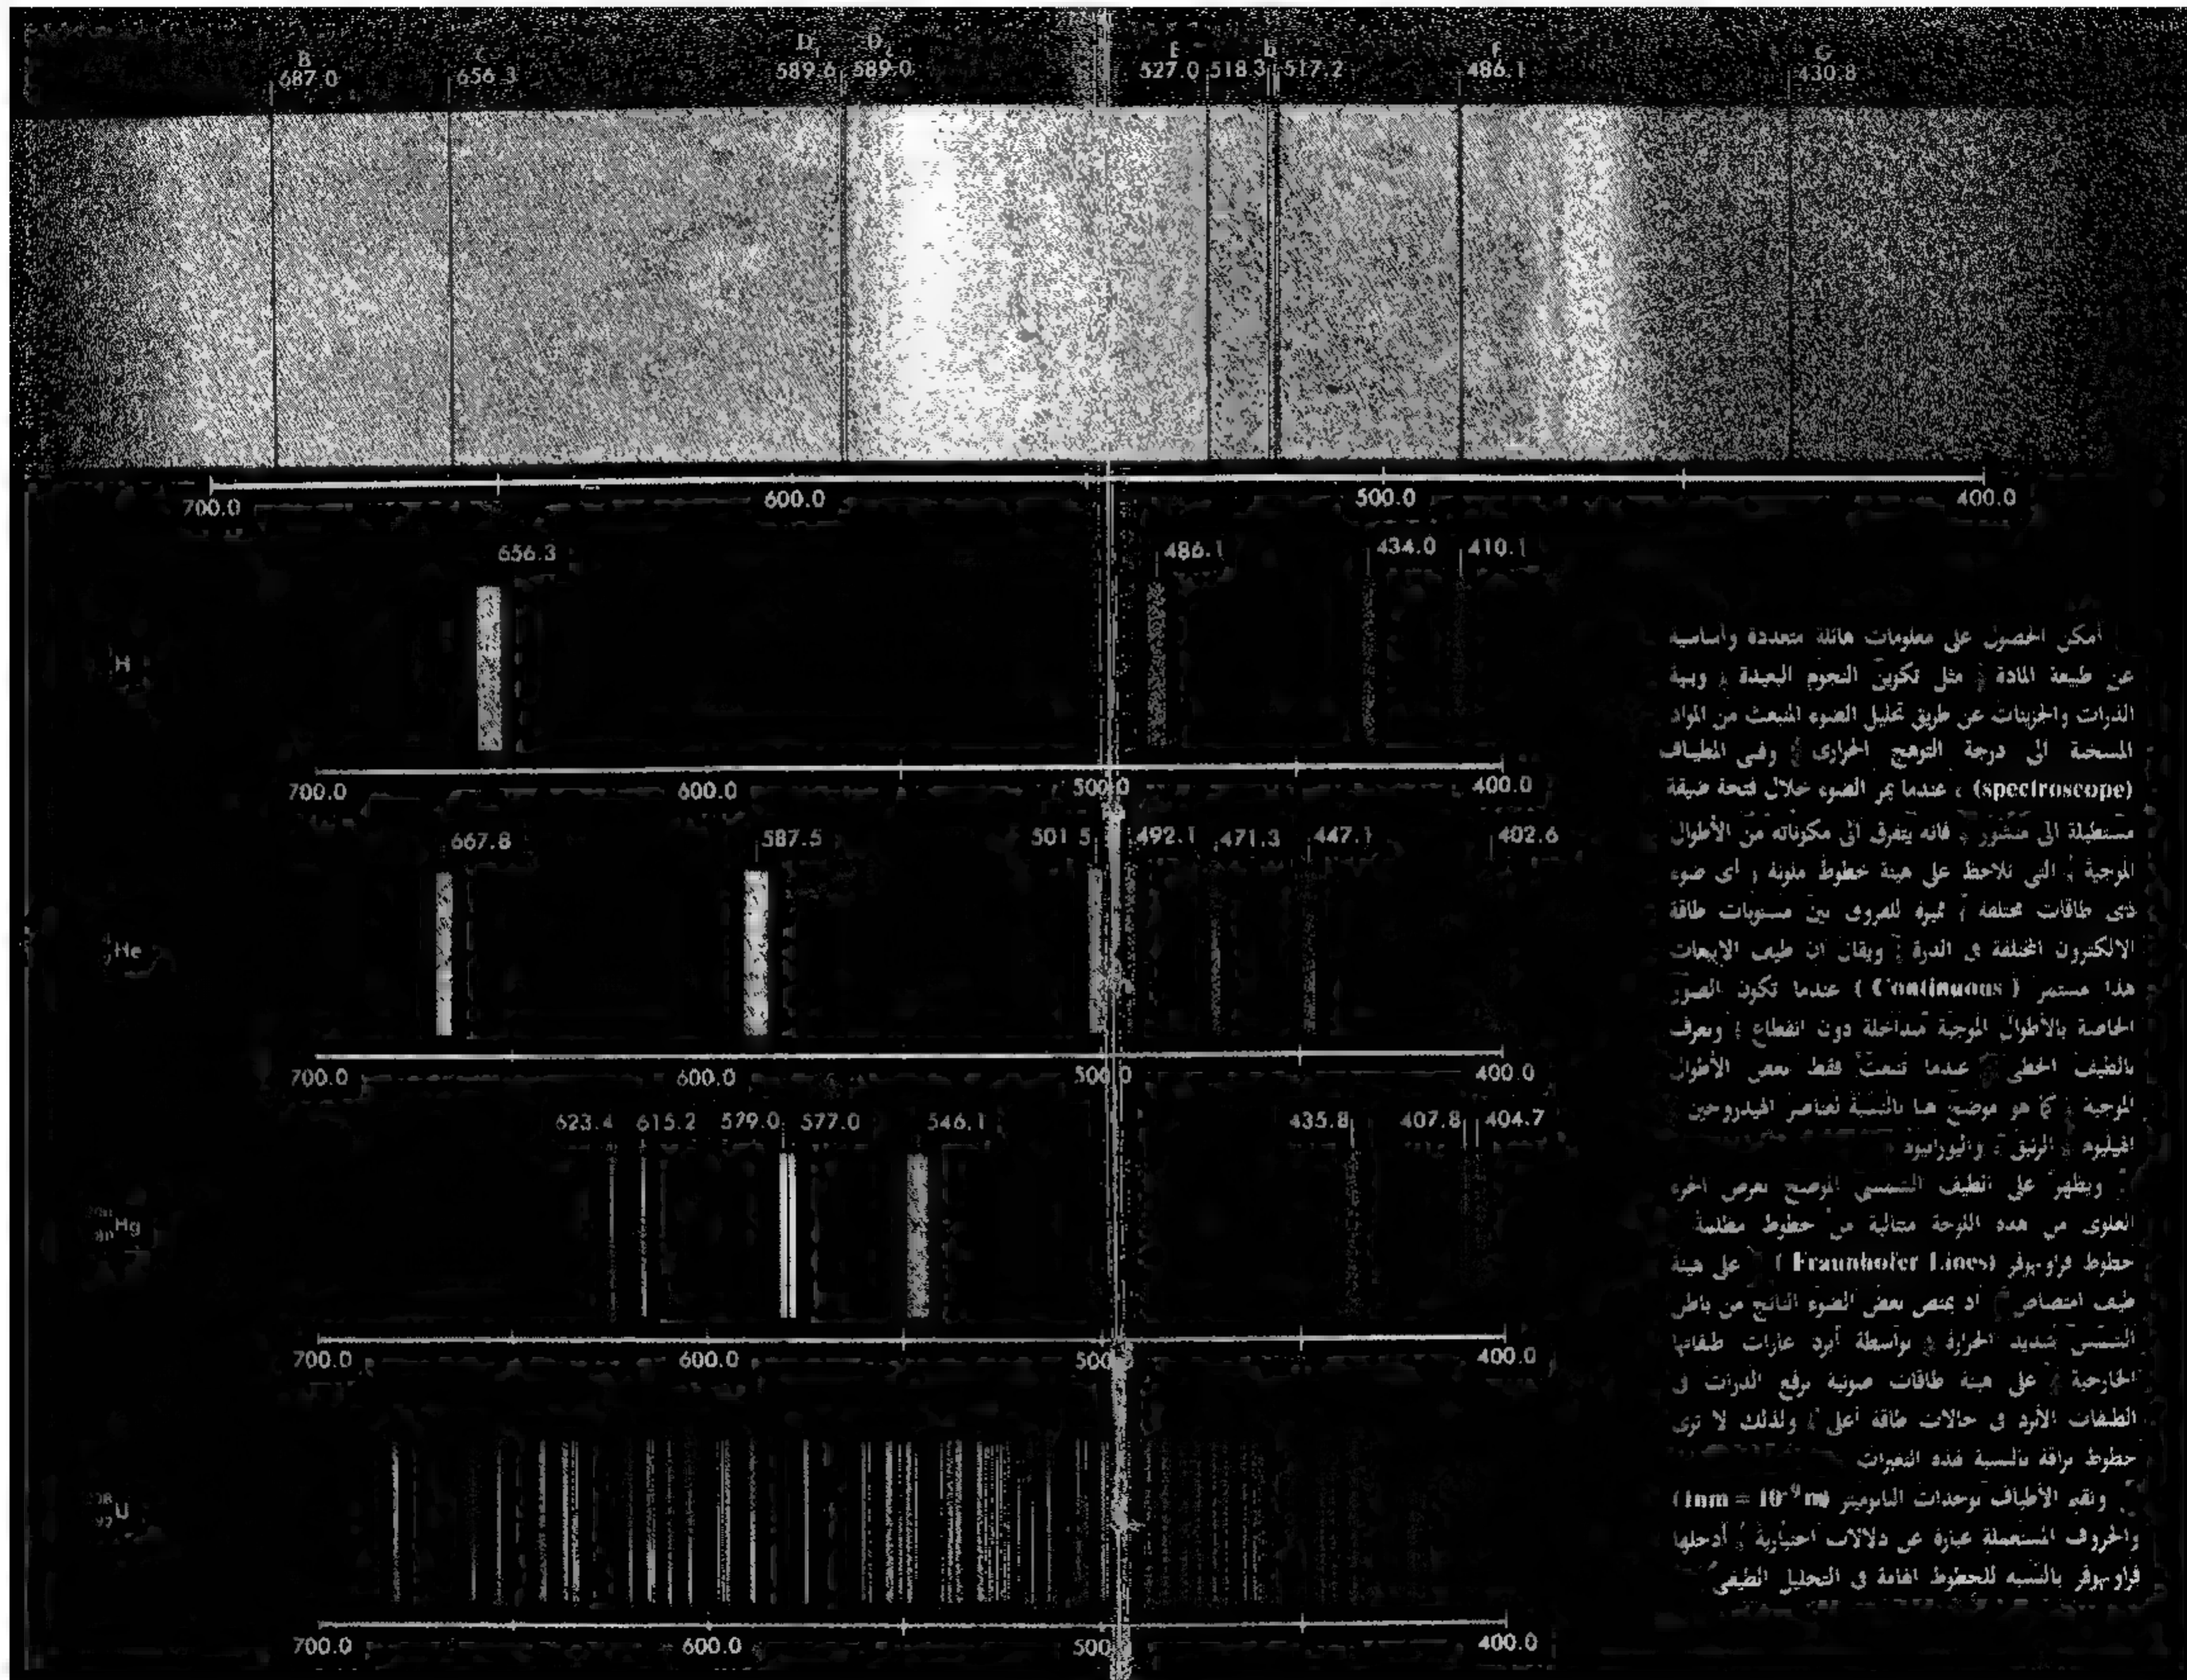 B C D₁ D₂ E b F G
687.0 656.3 589.6 589.0 527.0 518.3 517.2 486.1 430.8
700.0 600.0 500.0 400.0
656.3 486.1 434.0 410.1
H
700.0 600.0 500.0 400.0
667.8 587.5 501.5 492.1 471.3 447.1 402.6
He
700.0 600.0 500.0 400.0
623.4 615.2 579.0 577.0 546.1 435.8 407.8 404.7
Hg
700.0 600.0 500.0 400.0
U
700.0 600.0 500.0 400.0
أمكن الحصول على معلومات هائلة متعددة وأساسية
عن طبيعة المادة ، مثل تكوين النجوم البعيدة ، وبنية
الذرات والجزيئات عن طريق تحليل الضوء المنبعث من المواد
المسخنة الى درجة التوهج الحرارى ، وفى المطياف
(spectroscope) ، عندما يمر الضوء خلال فتحة ضيقة
مستطيلة الى منشور ، فانه يتفرق الى مكوناته من الأطوال
الموجية ، التى تلاحظ على هيئة خطوط ملونة ، أى ضوء
ذى طاقات مختلفة ، مميزة للفروق بين مستويات طاقة
الالكترون المختلفة فى الذرة ، ويقال ان طيف الانبعاث
هذا مستمر (Continuous) عندما تكون الصور
الخاصة بالأطوال الموجية متداخلة دون انقطاع ، ويعرف
بالطيف الخطى ، عندما تنبعث فقط بعض الأطوال
الموجية ، كما هو موضح هنا بالنسبة لعناصر الهيدروجين ،
الهيليوم ، الزئبق ، واليورانيوم
ويظهر على الطيف الشمسى الموضح بعرض الجزء
العلوى من هذه اللوحة متتالية من خطوط مظلمة
خطوط فراونهوفر (Fraunhofer Lines) على هيئة
طيف امتصاص ، اذ يمتص بعض الضوء الناتج من باطن
الشمس شديد الحرارة ، بواسطة أبرد غازات طبقاتها
الخارجية ، على هيئة طاقات ضوئية ترفع الذرات فى
الطبقات الأبرد فى حالات طاقة أعلى ، ولذلك لا ترى
خطوط براقة بالنسبة لهذه التغيرات
وتقيم الأطياف بوحدات النانوميتر (1nm = 10⁻⁹ m)
والحروف المستعملة عبارة عن دلالات اختيارية ، أدخلها
فراونهوفر بالنسبة للخطوط الهامة فى التحليل الطيفى